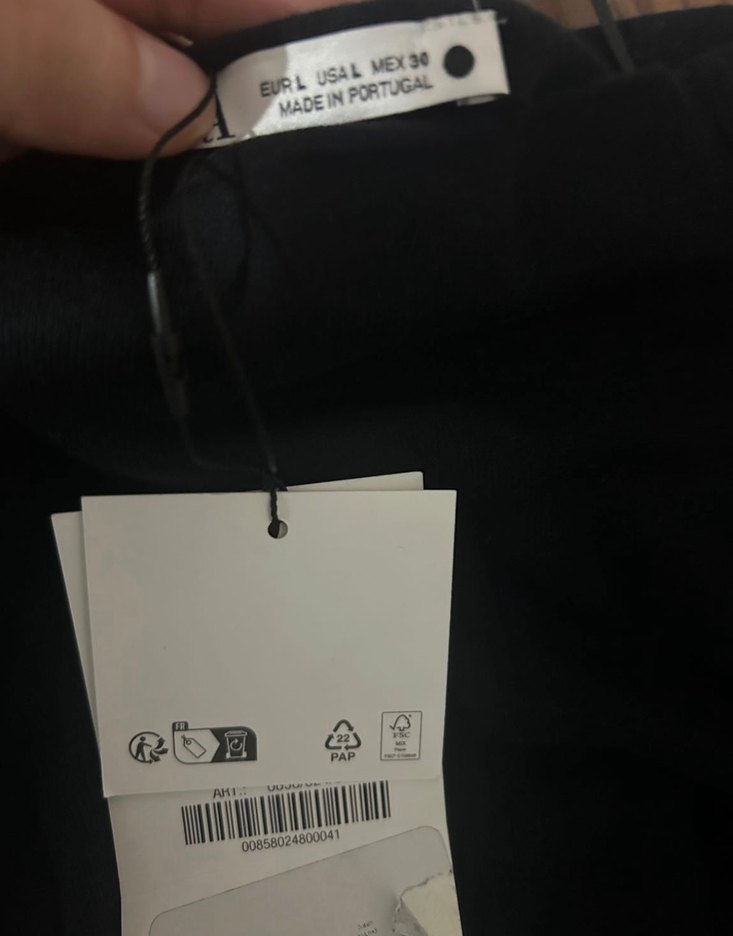 A
EUR L USA L MEX 30
MADE IN PORTUGAL
FR
22
PAP
FSC
MIX
ART.:
00858024800041